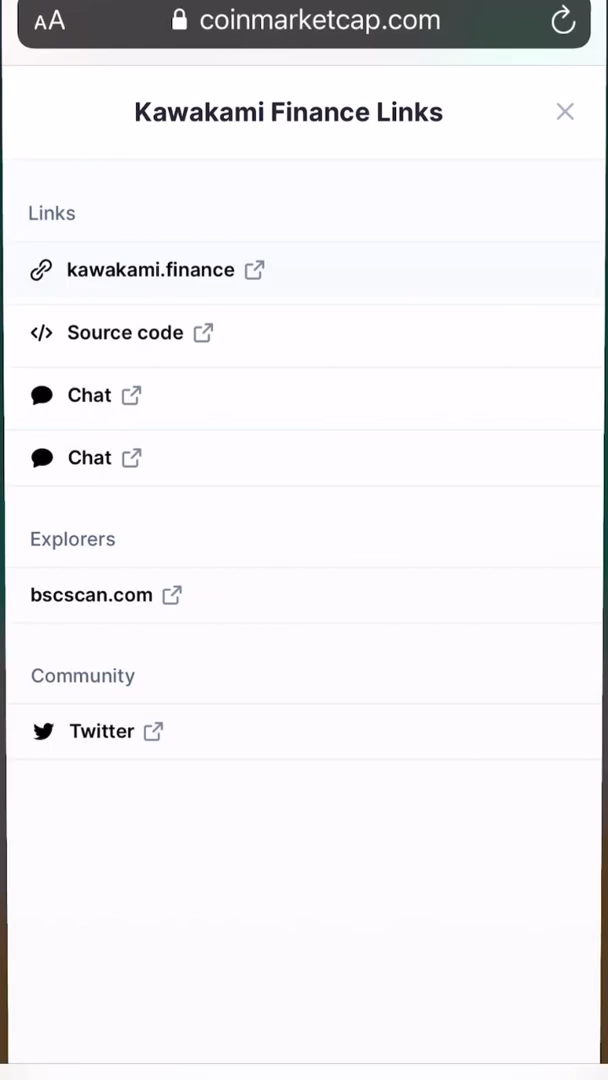 AA coinmarketcap.com
Kawakami Finance Links
Links
kawakami.finance
</> Source code
Chat
Chat
Explorers
bscscan.com
Community
Twitter